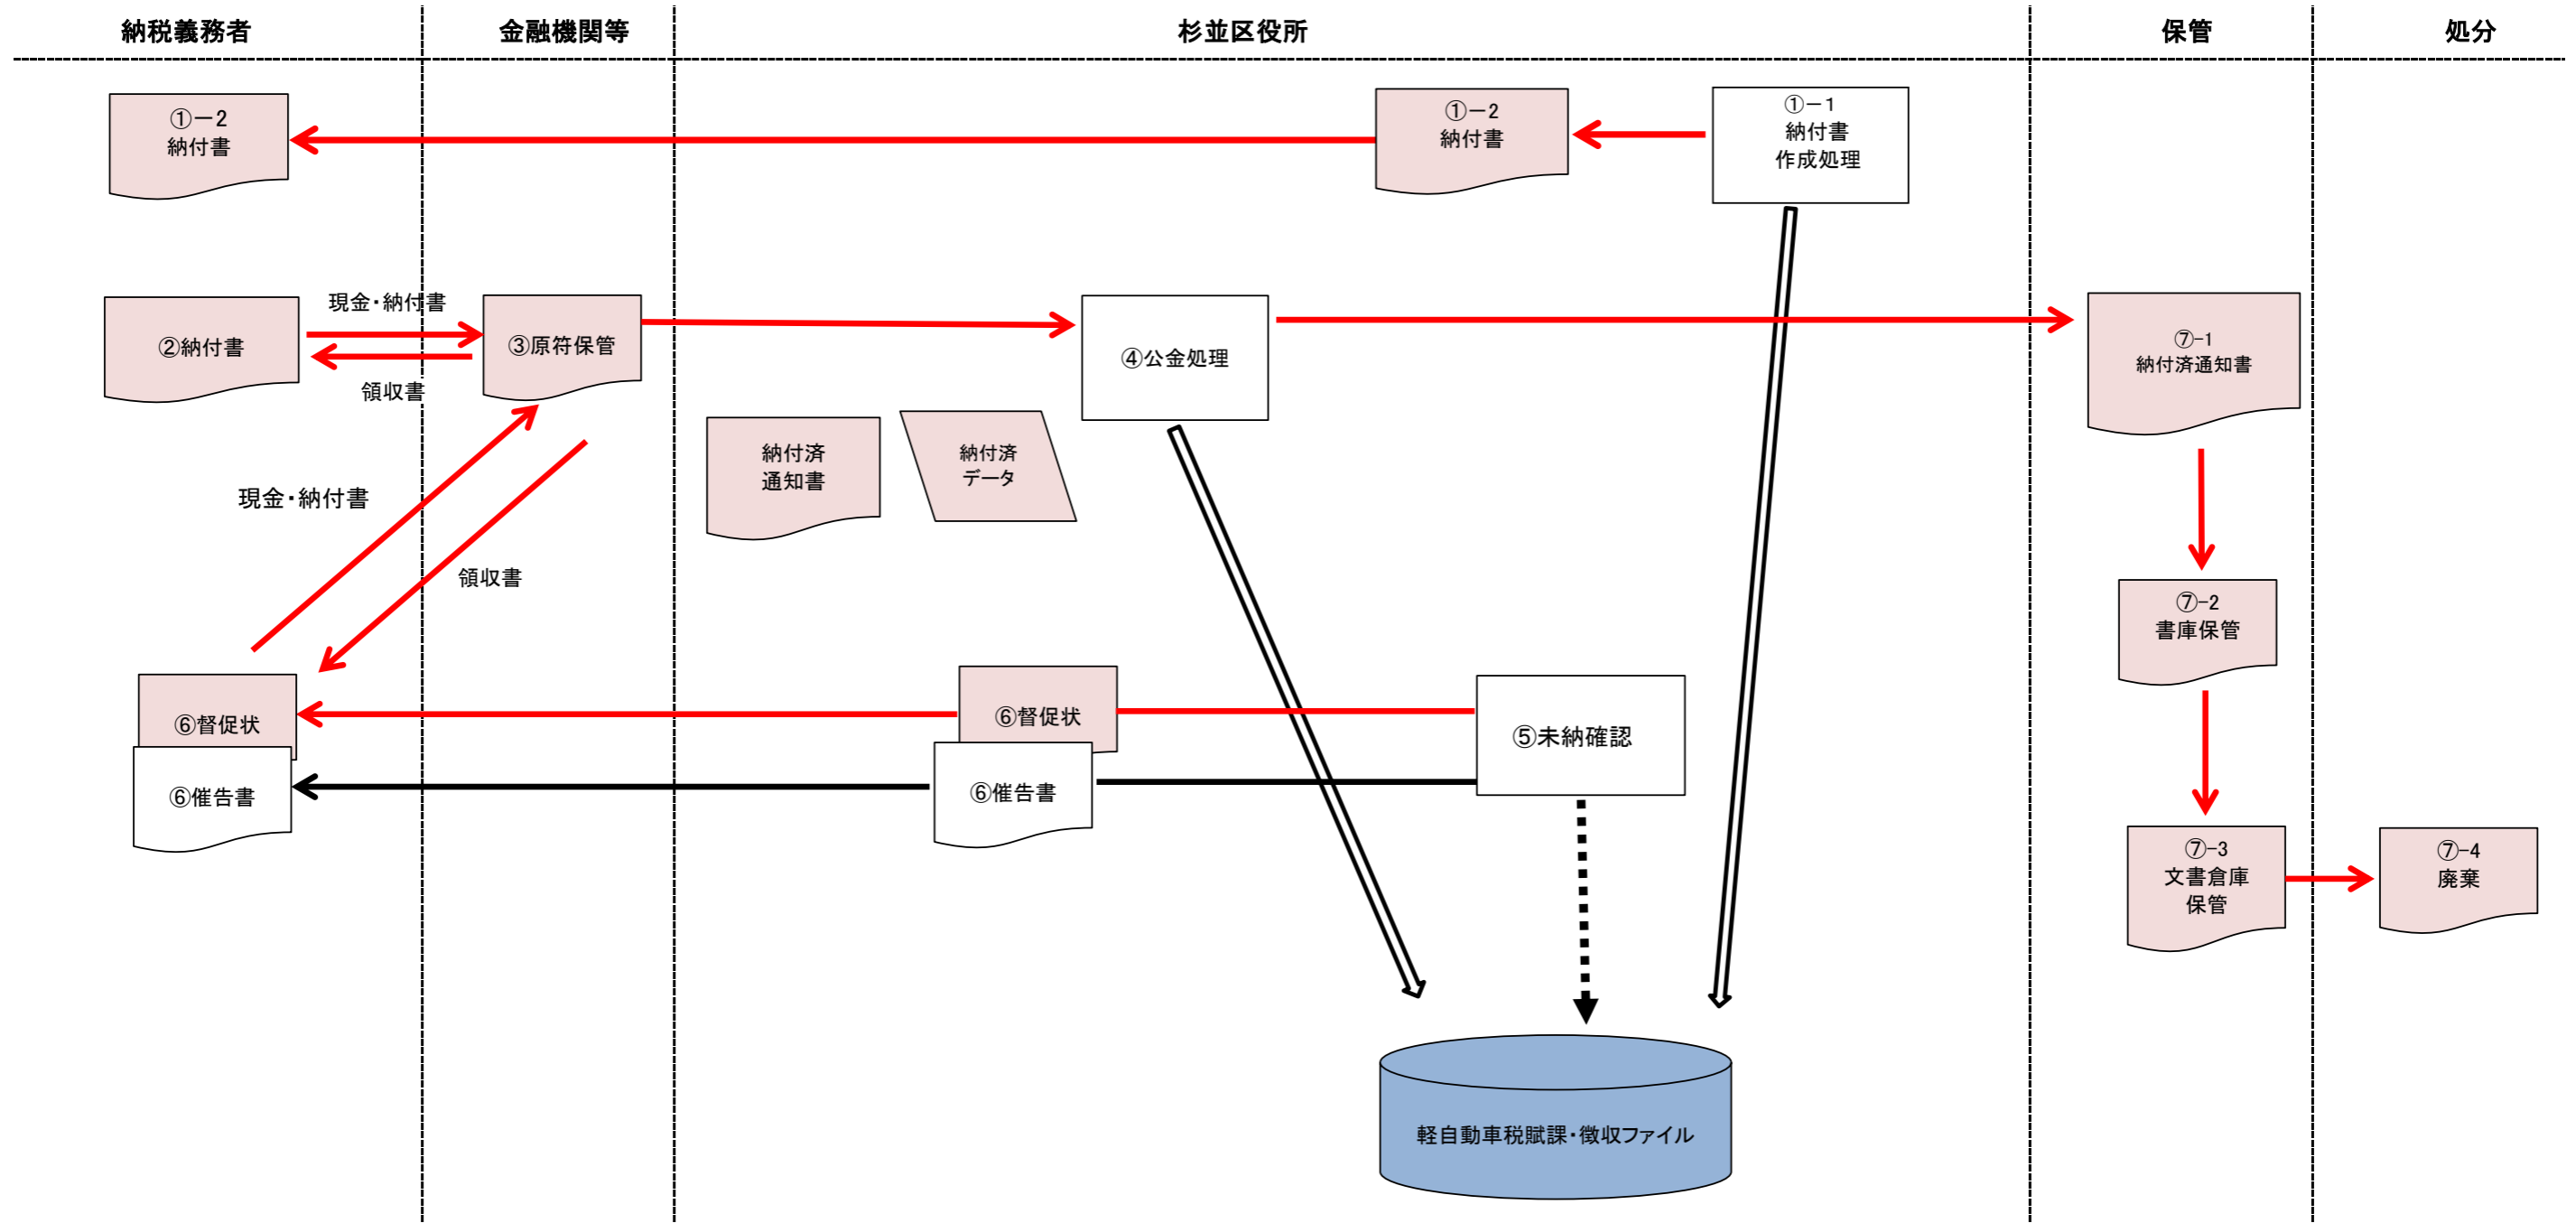 納税義務者
金融機関等
杉並区役所
保管
処分
①－2
納付書
①－2
納付書
①－1
納付書
作成処理
②納付書
現金・納付書
領収書
③原符保管
④公金処理
⑦-1
納付済通知書
納付済
通知書
納付済
データ
現金・納付書
領収書
⑦-2
書庫保管
⑥督促状
⑥催告書
⑥督促状
⑥催告書
⑤未納確認
⑦-3
文書倉庫
保管
⑦-4
廃棄
軽自動車税賦課・徴収ファイル